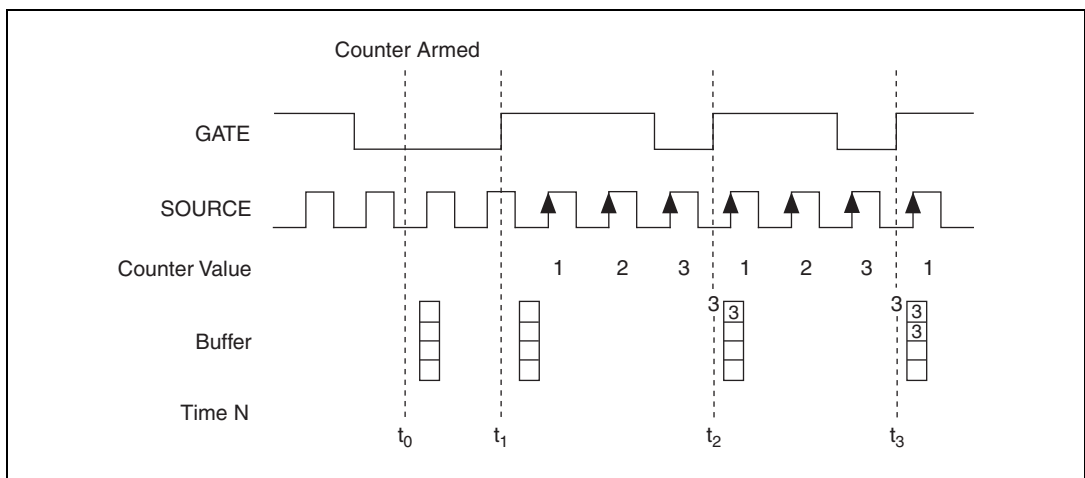 Counter Armed
GATE
SOURCE
Counter Value 1 2 3 1 2 3 1
3 3 3 3
3
Buffer
Time N
t0 t1 t2 t3